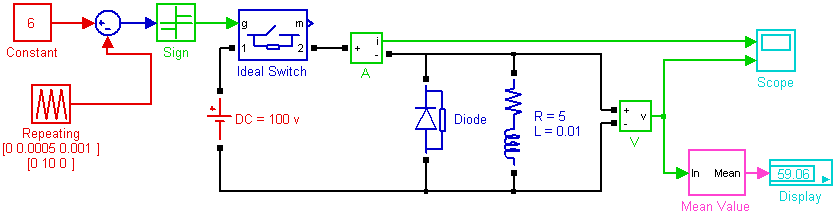 6
Constant
Sign
g
m
1
2
Ideal Switch
+
i
-
A
Scope
Repeating
[0 0.0005 0.001 ]
[0 10 0 ]
+
DC = 100 v
Diode
R = 5
L = 0.01
+
-
v
V
In
Mean
Mean Value
59.06
Display